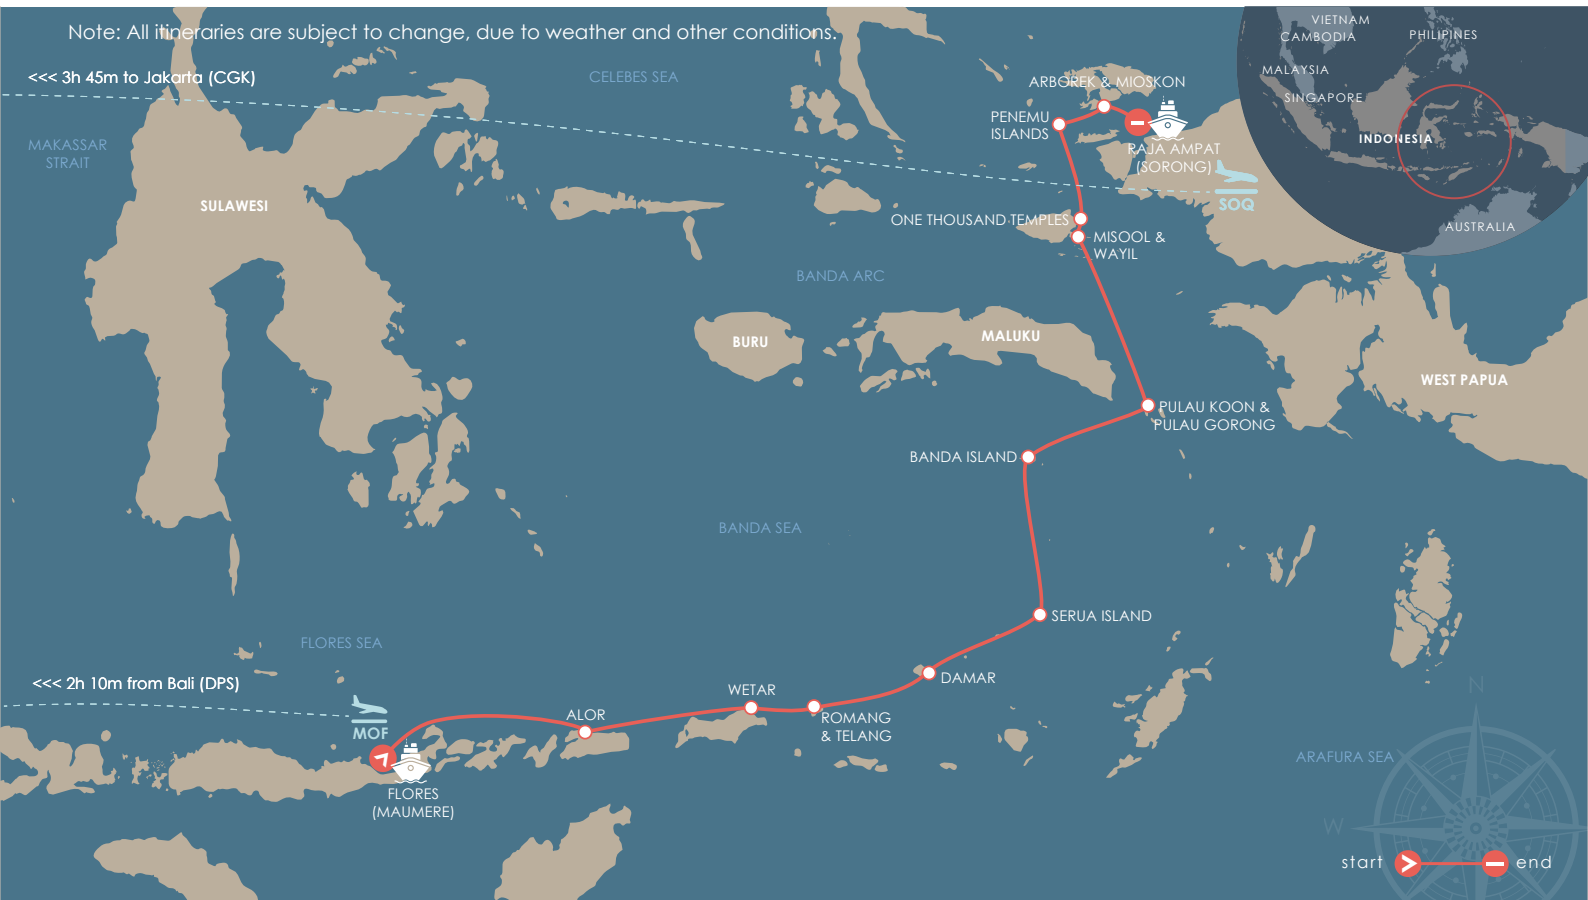 Note: All itineraries are subject to change, due to weather and other conditions.
<<< 3h 45m to Jakarta (CGK)
CELEBES SEA
MAKASSAR
STRAIT
SULAWESI
ARBOREK & MIOSKON
PENEMU
ISLANDS
RAJA AMPAT
(SORONG)
SOQ
ONE THOUSAND TEMPLES
MISOOL &
WAYIL
BANDA ARC
BURU
MALUKU
WEST PAPUA
PULAU KOON &
PULAU GORONG
BANDA ISLAND
BANDA SEA
SERUA ISLAND
FLORES SEA
<<< 2h 10m from Bali (DPS)
MOF
FLORES
(MAUMERE)
ALOR
WETAR
ROMANG
& TELANG
DAMAR
ARAFURA SEA
N
W
start
end
VIETNAM
CAMBODIA
PHILIPINES
MALAYSIA
SINGAPORE
INDONESIA
AUSTRALIA